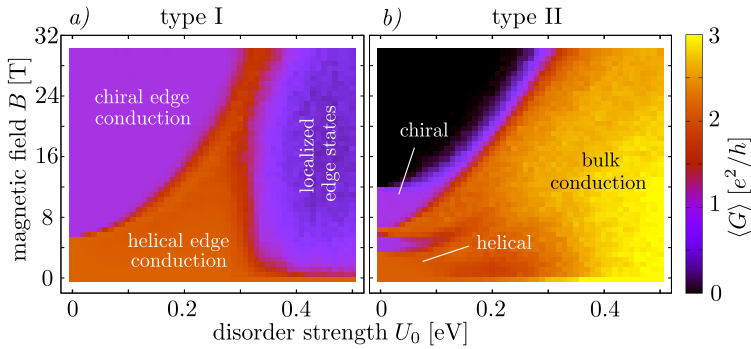 a) type I
b) type II
32
24
16
8
0
magnetic field B [T]
chiral edge
conduction
helical edge
conduction
localized
edge states
chiral
helical
bulk
conduction
3
2
1
0
⟨G⟩ [e²/h]
0 0.2 0.4
0 0.2 0.4
disorder strength U₀ [eV]